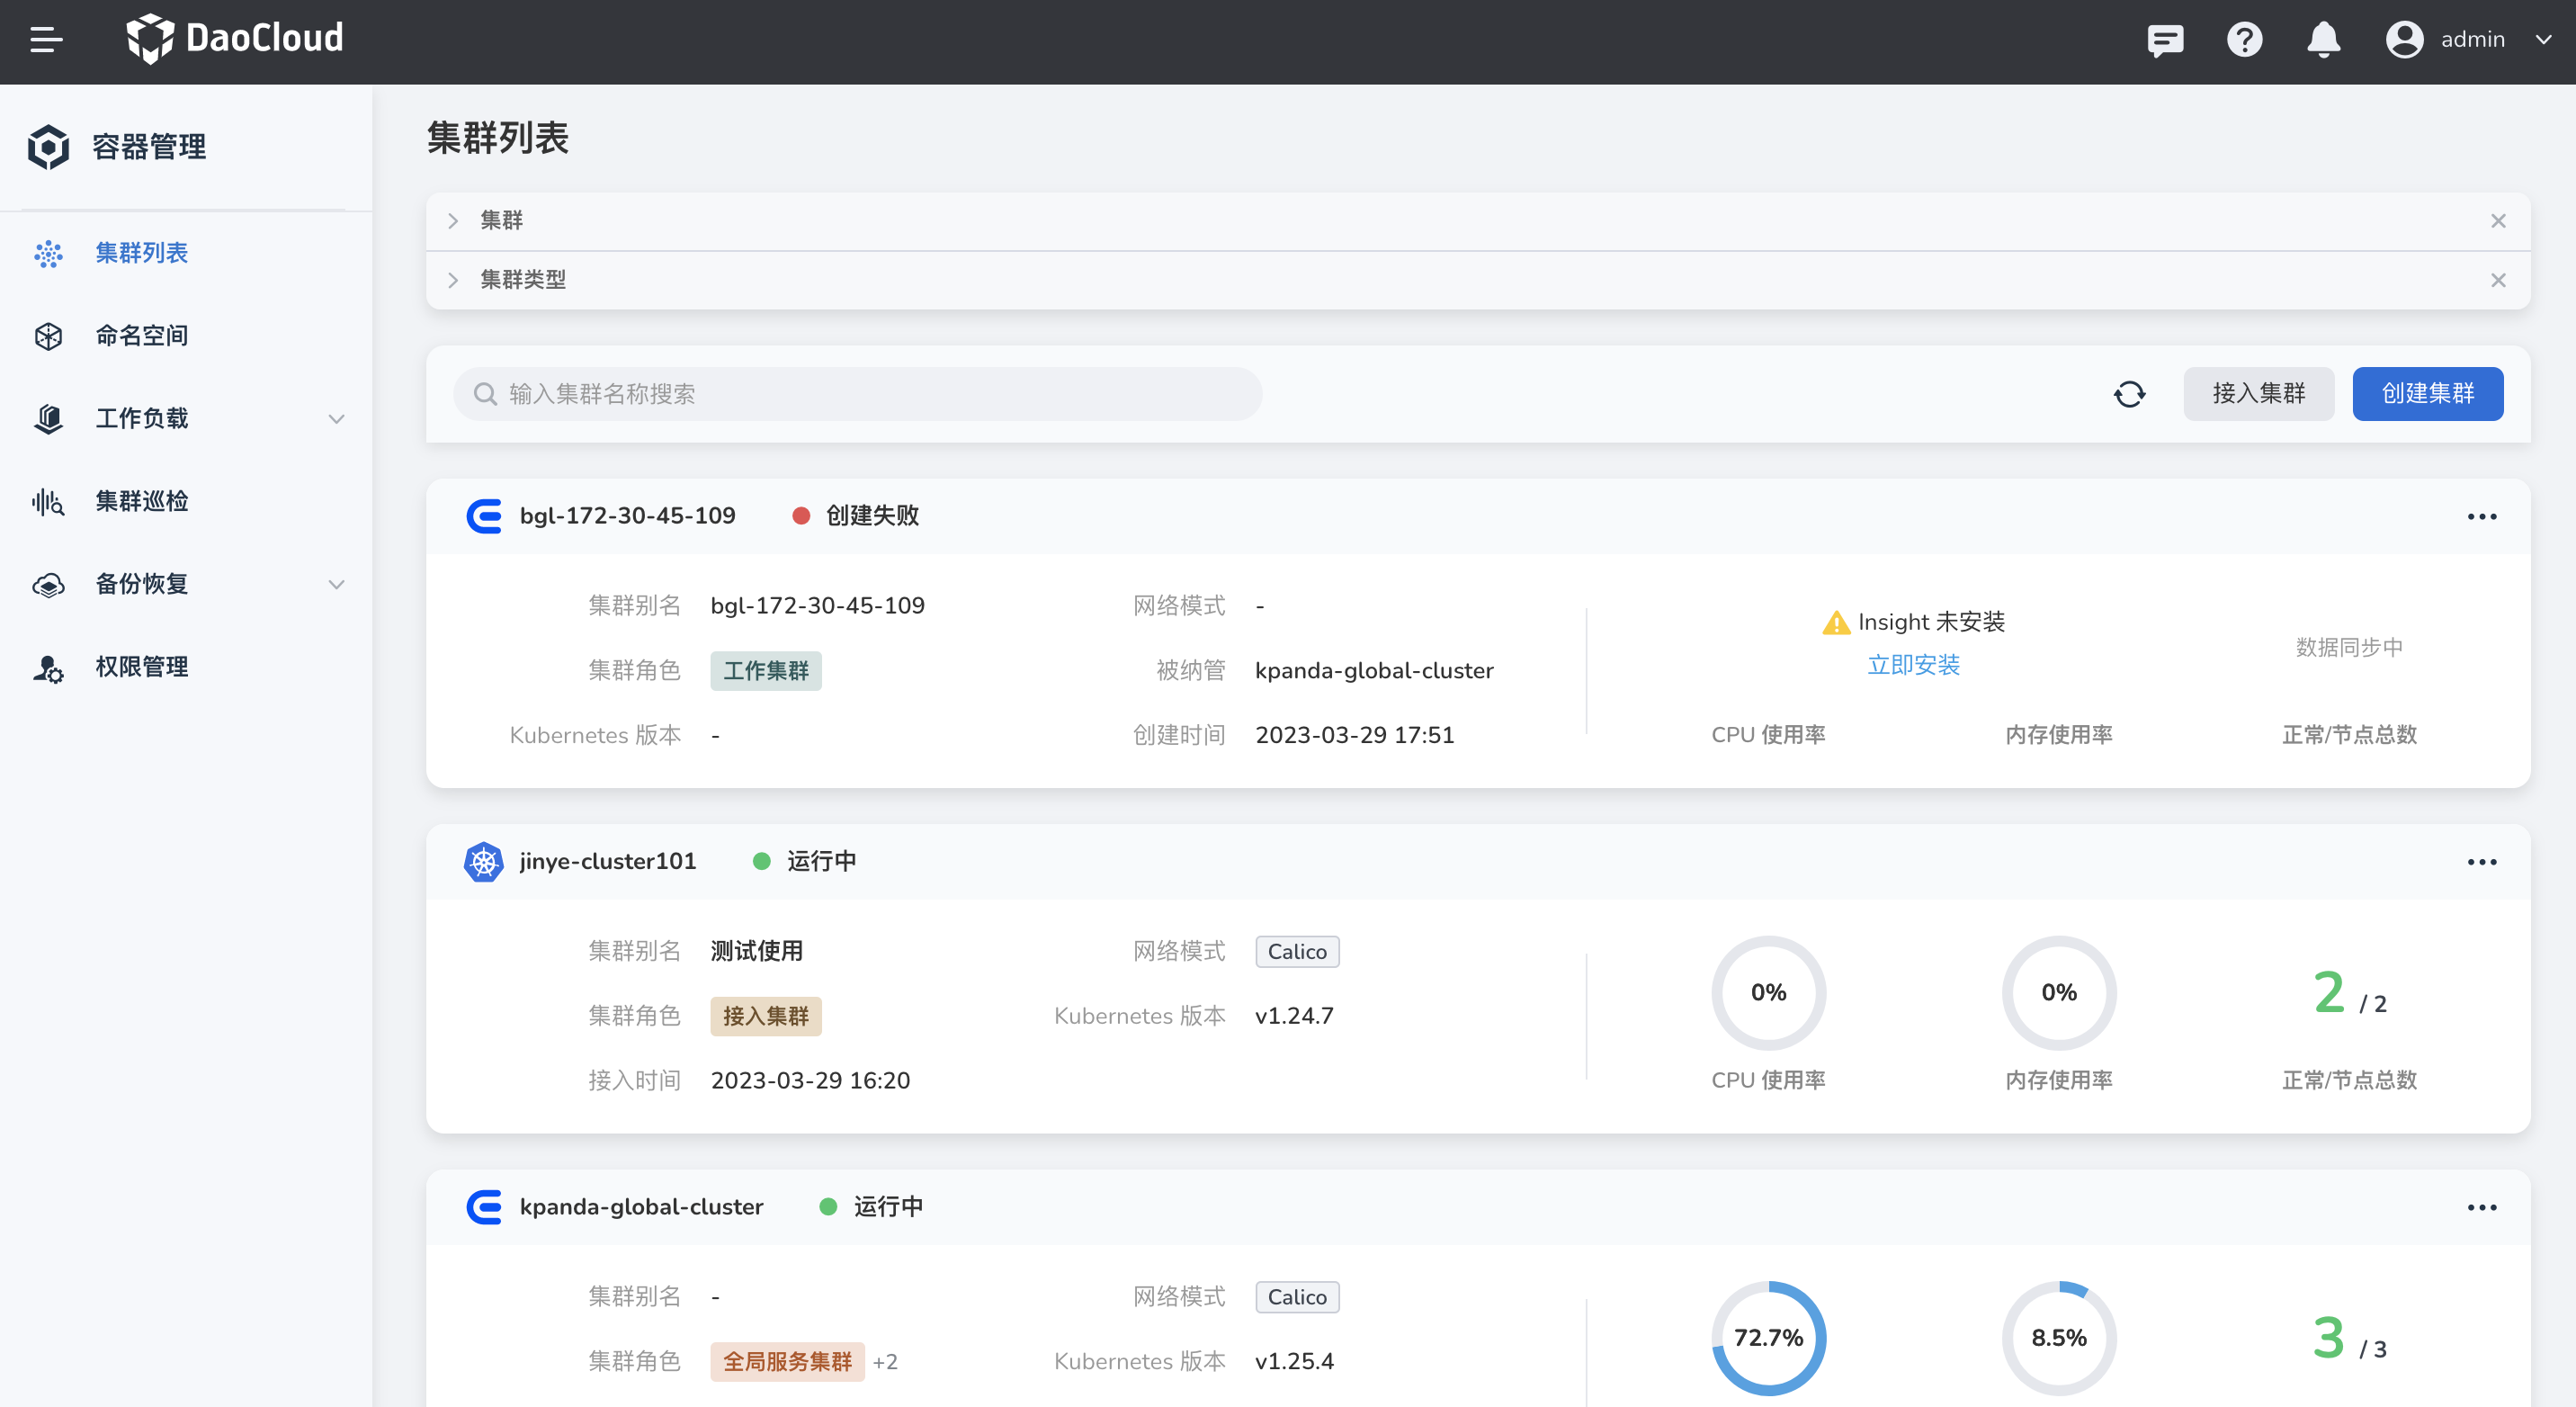 DaoCloud
admin
容器管理
集群列表
命名空间
工作负载
集群巡检
备份恢复
权限管理
集群列表
集群
集群类型
输入集群名称搜索
接入集群
创建集群
bgl-172-30-45-109 创建失败
集群别名 bgl-172-30-45-109 网络模式 -
集群角色 工作集群 被纳管 kpanda-global-cluster
Kubernetes 版本 - 创建时间 2023-03-29 17:51
Insight 未安装
立即安装
数据同步中
CPU 使用率 内存使用率 正常/节点总数
jinye-cluster101 运行中
集群别名 测试使用 网络模式 Calico
集群角色 接入集群 Kubernetes 版本 v1.24.7
接入时间 2023-03-29 16:20
0% 0% 2 / 2
CPU 使用率 内存使用率 正常/节点总数
kpanda-global-cluster 运行中
集群别名 - 网络模式 Calico
集群角色 全局服务集群 +2 Kubernetes 版本 v1.25.4
72.7% 8.5% 3 / 3